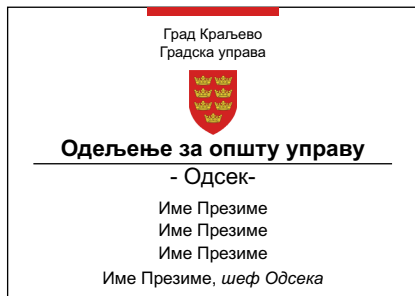 Град Краљево
Градска управа
Одељење за општу управу
- Одсек-
Име Презиме
Име Презиме
Име Презиме
Име Презиме, шеф Одсека